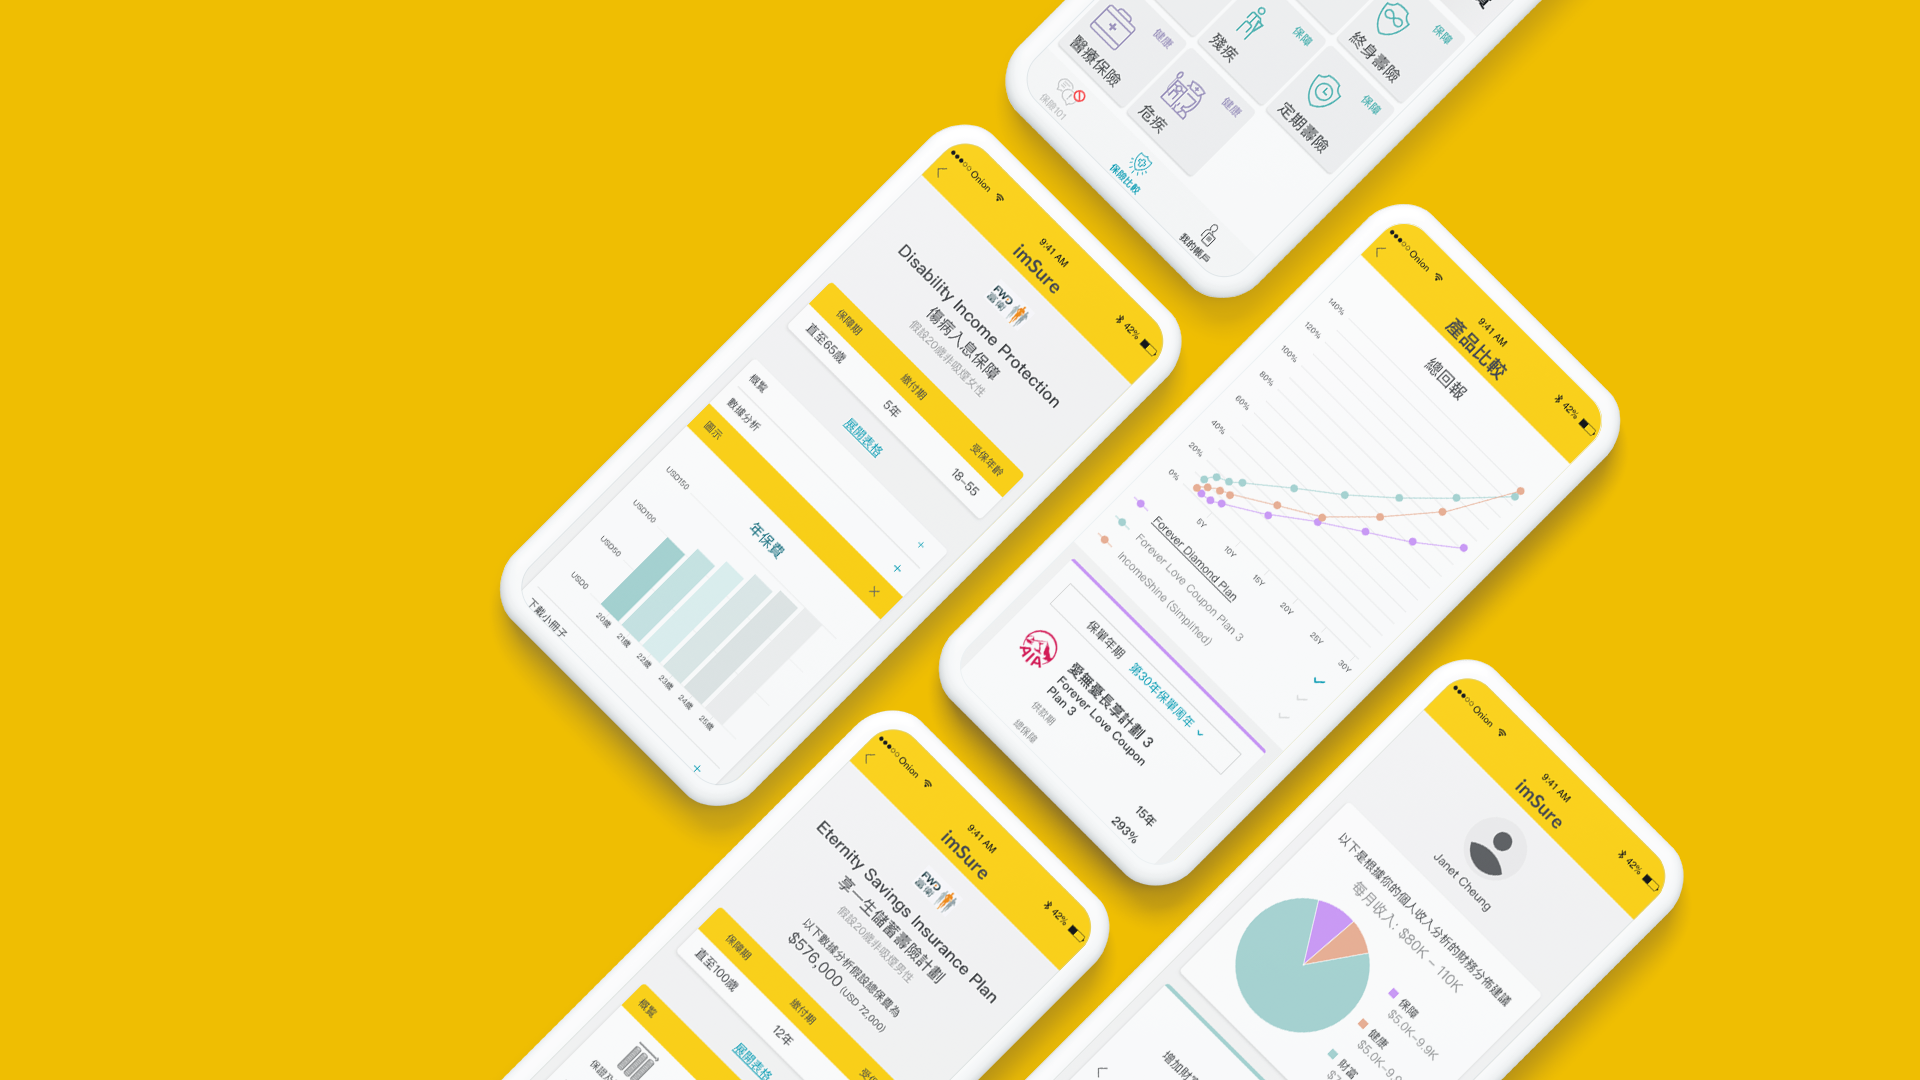 醫療保險
健康
殘疾
保障
終身壽險
保障
危疾
健康
定期壽險
保障
保險101
保險比較
我的帳戶
Onion
9:41 AM
42%
imSure
FWD
富衛
Disability Income Protection
傷病入息保障
假設20歲非吸煙女性
保障期
繳付期
受保年齡
直至65歲
5年
18-55
展開表格
概覽
+
數據分析
+
圖示
年保費
USD150
USD100
USD50
USD0
20歲
21歲
22歲
23歲
24歲
25歲
下戴小冊子
+
Onion
9:41 AM
42%
產品比較
總回報
140%
120%
100%
80%
60%
40%
20%
0%
5Y
10Y
15Y
20Y
25Y
30Y
Forever Diamond Plan
Forever Love Coupon Plan 3
IncomeShine (Simplified)
保單年期
第30年保單周年
AIA
愛無憂長享計劃 3
Forever Love Coupon
Plan 3
供款期
15年
總保障
293%
Onion
9:41 AM
42%
imSure
FWD
富衛
Eternity Savings Insurance Plan
享一生儲蓄壽險計劃
假設20歲非吸煙男性
以下數據分析假設總保費為
$576,000 (USD 72,000)
保障期
繳付期
直至100歲
12年
展開表格
概覽
Onion
9:41 AM
42%
imSure
Janet Cheung
以下是根據你的個人收入分析的財務分佈建議
每月收入: $80K – 110K
保障
$5.0K-9.9K
健康
$5.0K-9.9
財富
增加財